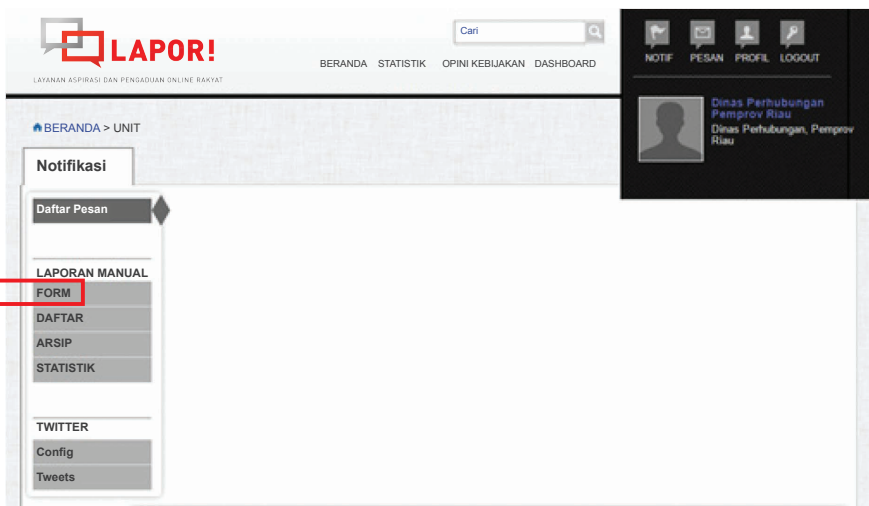 LAPOR!
LAYANAN ASPIRASI DAN PENGADUAN ONLINE RAKYAT
Cari
BERANDA STATISTIK OPINI KEBIJAKAN DASHBOARD
NOTIF PESAN PROFIL LOGOUT
Dinas Perhubungan
Pemprov Riau
Dinas Perhubungan, Pemprov
Riau
BERANDA > UNIT
Notifikasi
Daftar Pesan
LAPORAN MANUAL
FORM
DAFTAR
ARSIP
STATISTIK
TWITTER
Config
Tweets